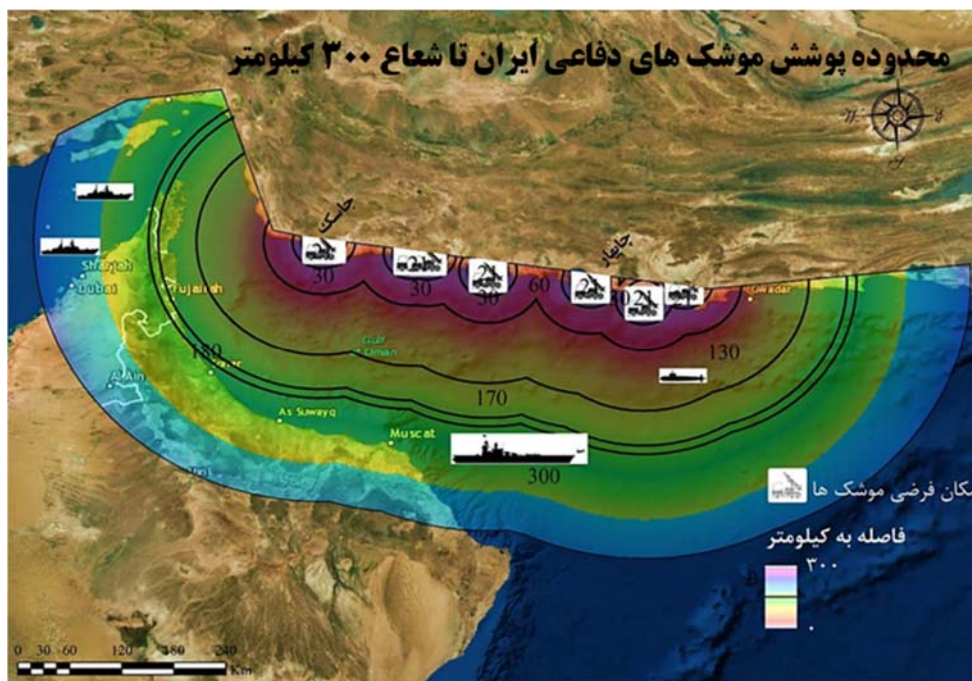 محدوده پوشش موشک های دفاعی ایران تا شعاع ۳۰۰ کیلومتر
جاسک
چابهار
30
30
30
60
30
130
Sharjah
Dubai
Fujairah
Gwadar
Gulf
Oman
180
Al Ain
170
As Suwayq
Muscat
300
مکان فرضی موشک ها
فاصله به کیلومتر
۳۰۰
۰
0 30 60 120 180 240
Km